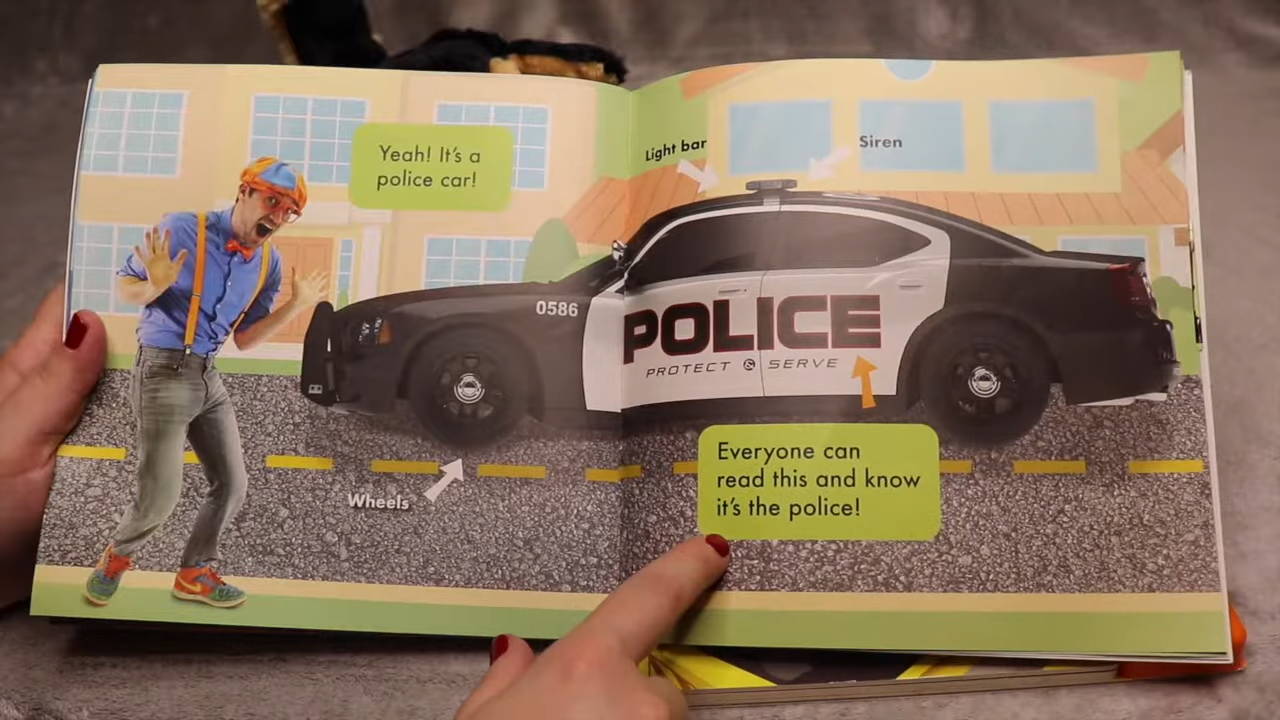 Yeah! It's a
police car!
Light bar
Siren
0586
POLICE
PROTECT & SERVE
Wheels
Everyone can
read this and know
it's the police!